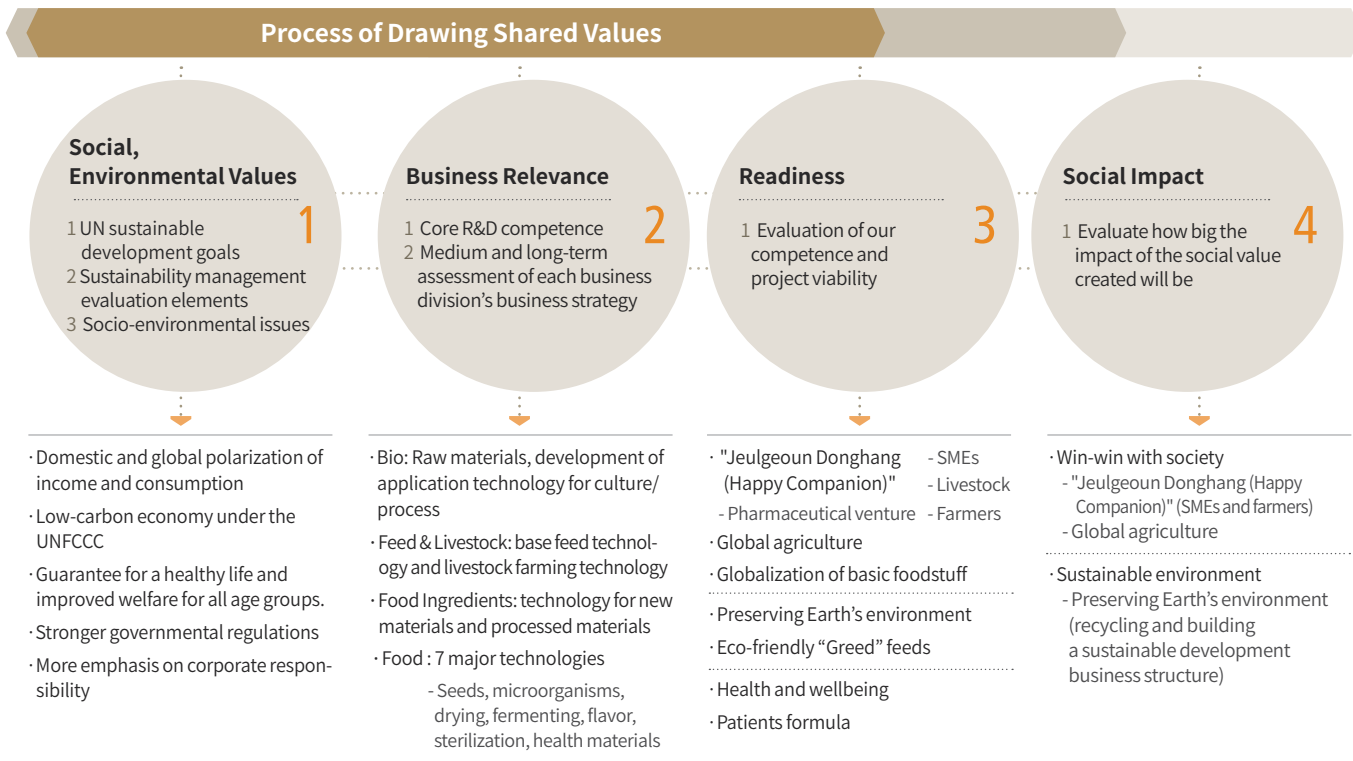 Process of Drawing Shared Values
Social,
Environmental Values
1
1 UN sustainable
development goals
2 Sustainability management
evaluation elements
3 Socio-environmental issues
Business Relevance
2
1 Core R&D competence
2 Medium and long-term
assessment of each business
division’s business strategy
Readiness
3
1 Evaluation of our
competence and
project viability
Social Impact
4
1 Evaluate how big the
impact of the social value
created will be
· Domestic and global polarization of
income and consumption
· Low-carbon economy under the
UNFCCC
· Guarantee for a healthy life and
improved welfare for all age groups.
· Stronger governmental regulations
· More emphasis on corporate respon-
sibility
· Bio: Raw materials, development of
application technology for culture/
process
· Feed & Livestock: base feed technol-
ogy and livestock farming technology
· Food Ingredients: technology for new
materials and processed materials
· Food : 7 major technologies
- Seeds, microorganisms,
drying, fermenting, flavor,
sterilization, health materials
· "Jeulgeoun Donghang
(Happy Companion)"
- Pharmaceutical venture
- SMEs
- Livestock
- Farmers
· Global agriculture
· Globalization of basic foodstuff
· Preserving Earth’s environment
· Eco-friendly “Greed” feeds
· Health and wellbeing
· Patients formula
· Win-win with society
- "Jeulgeoun Donghang (Happy
Companion)" (SMEs and farmers)
- Global agriculture
· Sustainable environment
- Preserving Earth’s environment
(recycling and building
a sustainable development
business structure)